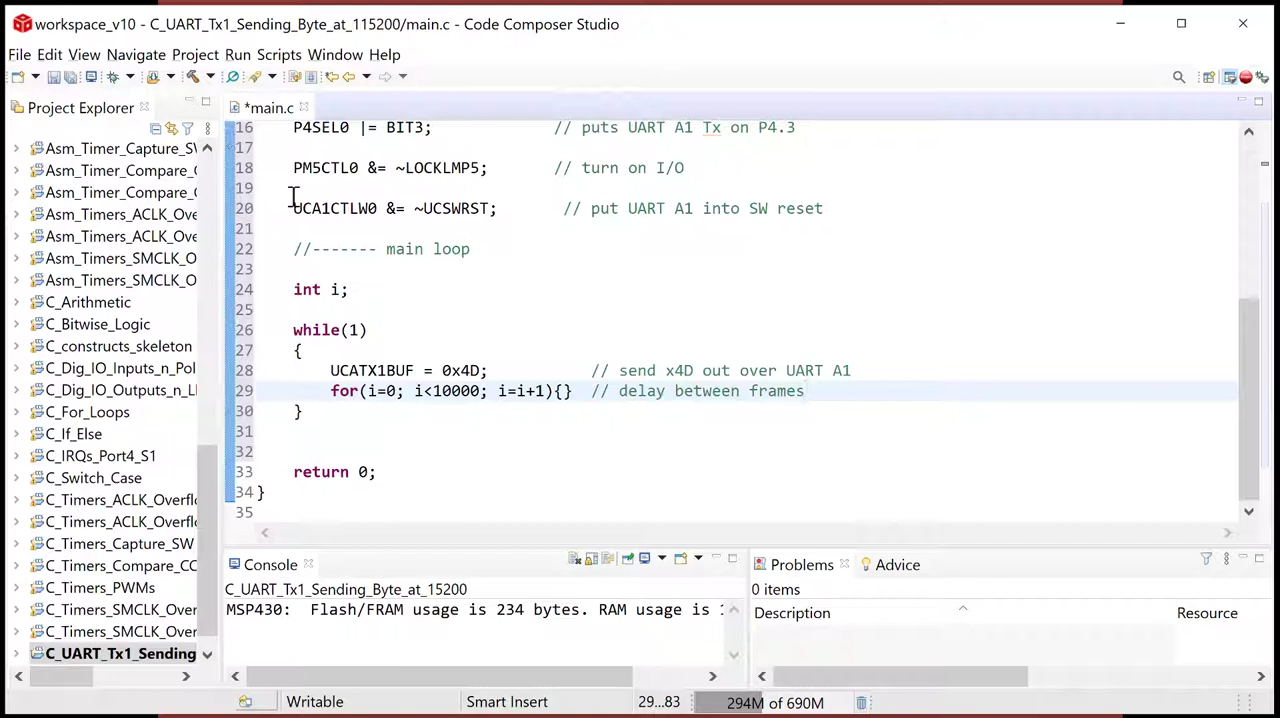 workspace_v10 - C_UART_Tx1_Sending_Byte_at_115200/main.c - Code Composer Studio
File Edit View Navigate Project Run Scripts Window Help
Project Explorer
*main.c
Asm_Timer_Capture_SV
Asm_Timer_Compare_C
Asm_Timer_Compare_(
Asm_Timers_ACLK_Ove
Asm_Timers_ACLK_Ove
Asm_Timers_SMCLK_O
Asm_Timers_SMCLK_O
C_Arithmetic
C_Bitwise_Logic
C_constructs_skeleton
C_Dig_IO_Inputs_n_Pol
C_Dig_IO_Outputs_n_LI
C_For_Loops
C_If_Else
C_IRQs_Port4_S1
C_Switch_Case
C_Timers_ACLK_Overfl
C_Timers_ACLK_Overfl
C_Timers_Capture_SW
C_Timers_Compare_CC
C_Timers_PWMs
C_Timers_SMCLK_Over
C_Timers_SMCLK_Over
C_UART_Tx1_Sending
16 P4SEL0 |= BIT3; // puts UART A1 Tx on P4.3
17
18 PM5CTL0 &= ~LOCKLMP5; // turn on I/O
19
20 UCA1CTLW0 &= ~UCSWRST; // put UART A1 into SW reset
21
22 //------- main loop
23
24 int i;
25
26 while(1)
27 {
28 UCATX1BUF = 0x4D; // send x4D out over UART A1
29 for(i=0; i<10000; i=i+1){} // delay between frames
30 }
31
32
33 return 0;
34 }
35
Console
C_UART_Tx1_Sending_Byte_at_15200
MSP430: Flash/FRAM usage is 234 bytes. RAM usage is
Problems
Advice
0 items
Description
Resource
Writable
Smart Insert
29...83
294M of 690M